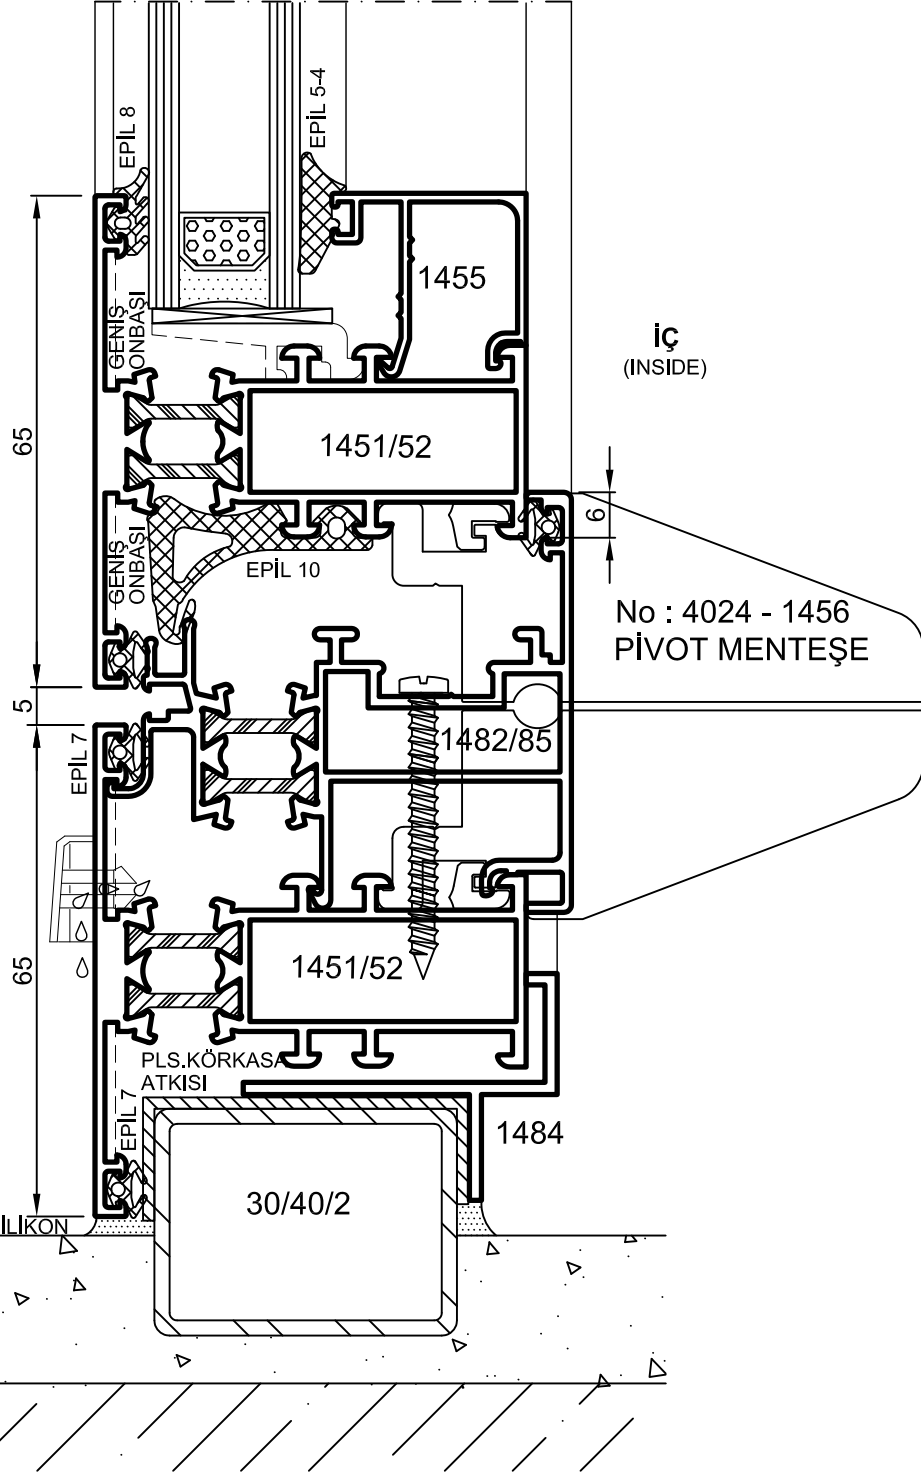 EPİL 8
EPİL 5-4
1455
GENİŞ
ONBAŞI
İÇ
(INSIDE)
65
1451/52
6
GENİŞ
ONBAŞI
EPİL 10
No : 4024 - 1456
PİVOT MENTEŞE
5
EPİL 7
1482/85
65
1451/52
PLS.KÖRKASA
ATKISI
EPİL 7
1484
30/40/2
İLİKON